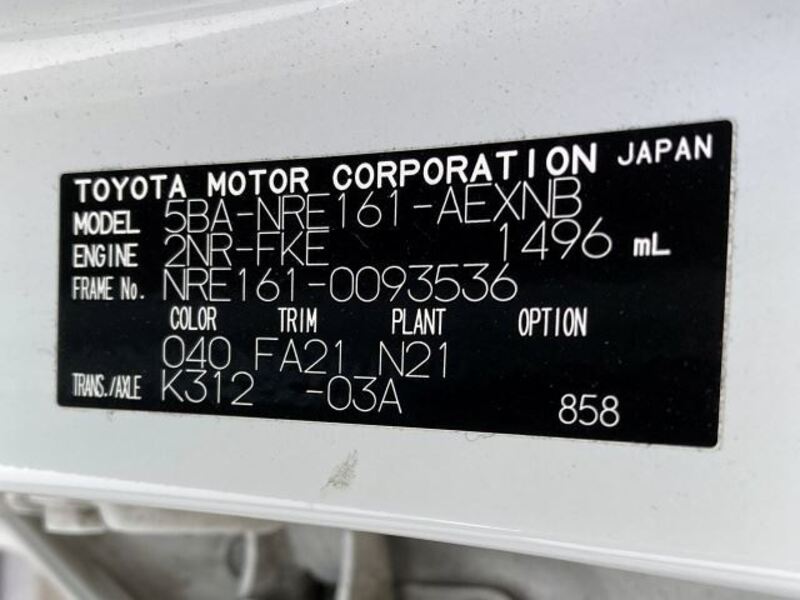 TOYOTA MOTOR CORPORATION JAPAN
MODEL 5BA-NRE161-AEXNB
ENGINE 2NR-FKE 1496 mL
FRAME No. NRE161-0093536
COLOR TRIM PLANT OPTION
040 FA21 N21
TRANS./AXLE K312 -03A
858